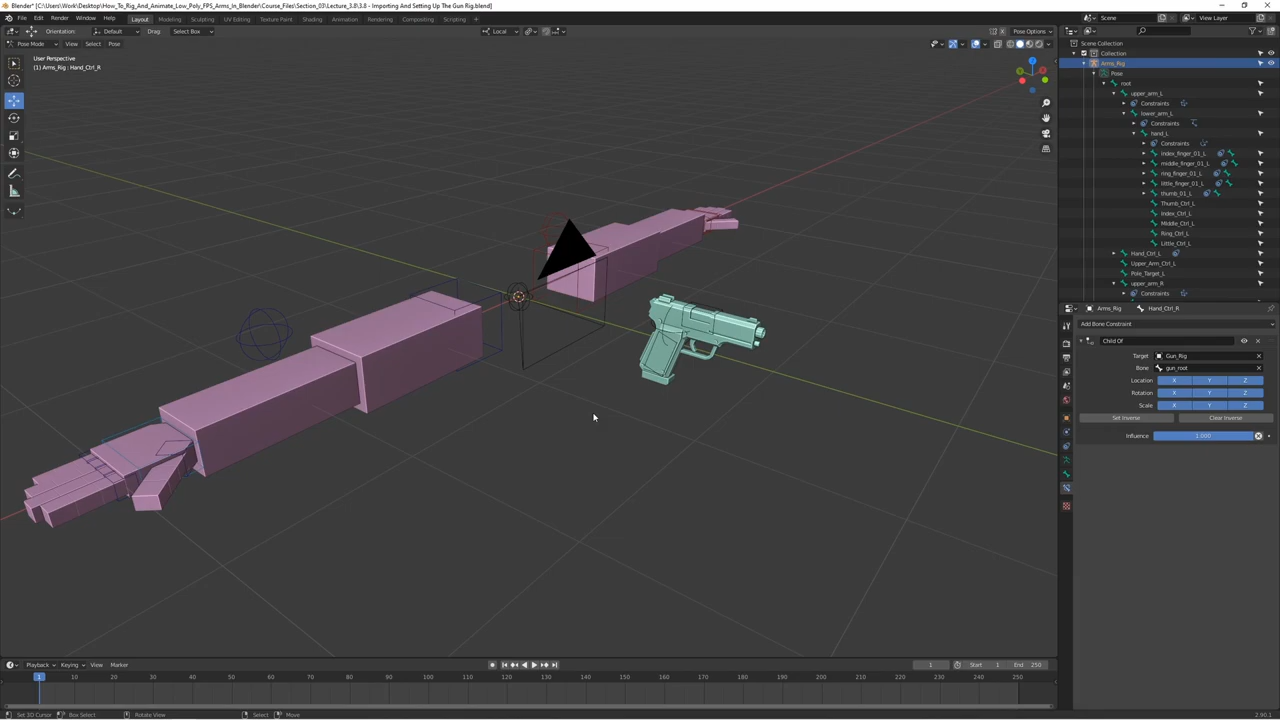 Blender* [C:\Users\Work\Desktop\How_To_Rig_And_Animate_Low_Poly_FPS_Arms_In_Blender\Course_Files\Section_03\Lecture_3.8\3.8 - Importing And Setting Up The Gun Rig.blend]
File Edit Render Window Help Layout Modeling Sculpting UV Editing Texture Paint Shading Animation Rendering Compositing Scripting Scene View Layer
Orientation: Default Drag: Select Box Local Pose Options
Pose Mode View Select Pose
User Perspective
(1) Arms_Rig : Hand_Ctrl_R
Scene Collection
Collection
Arms_Rig
Pose
root
upper_arm_L
Constraints
lower_arm_L
Constraints
hand_L
Constraints
index_finger_01_L
middle_finger_01_L
ring_finger_01_L
little_finger_01_L
thumb_01_L
Thumb_Ctrl_L
Index_Ctrl_L
Middle_Ctrl_L
Ring_Ctrl_L
Little_Ctrl_L
Hand_Ctrl_L
Upper_Arm_Ctrl_L
Pole_Target_L
upper_arm_R
Constraints
Arms_Rig Hand_Ctrl_R
Add Bone Constraint
Child Of
Target Gun_Rig
Bone gun_root
Location X Y Z
Rotation X Y Z
Scale X Y Z
Set Inverse Clear Inverse
Influence 1.000
Playback Keying View Marker 1 Start 1 End 250
1 10 20 30 40 50 60 70 80 90 100 110 120 130 140 150 160 170 180 190 200 210 220 230 240 250
Set 3D Cursor Box Select Rotate View Select Move 2.90.1